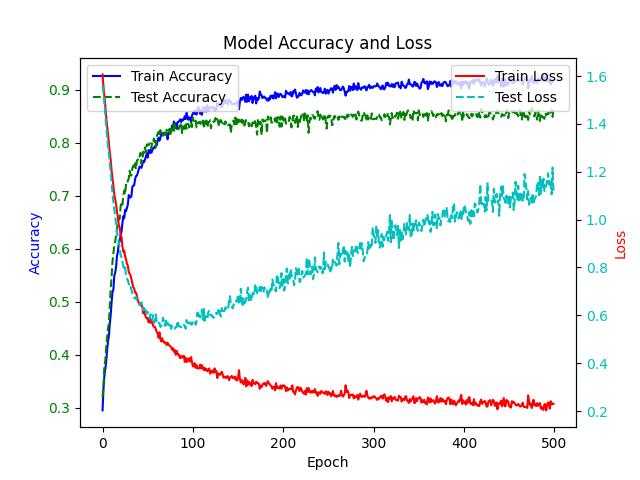 Model Accuracy and Loss
Train Accuracy
Test Accuracy
Train Loss
Test Loss
0.9
0.8
0.7
0.6
0.5
0.4
0.3
Accuracy
1.6
1.4
1.2
1.0
0.8
0.6
0.4
0.2
Loss
0 100 200 300 400 500
Epoch